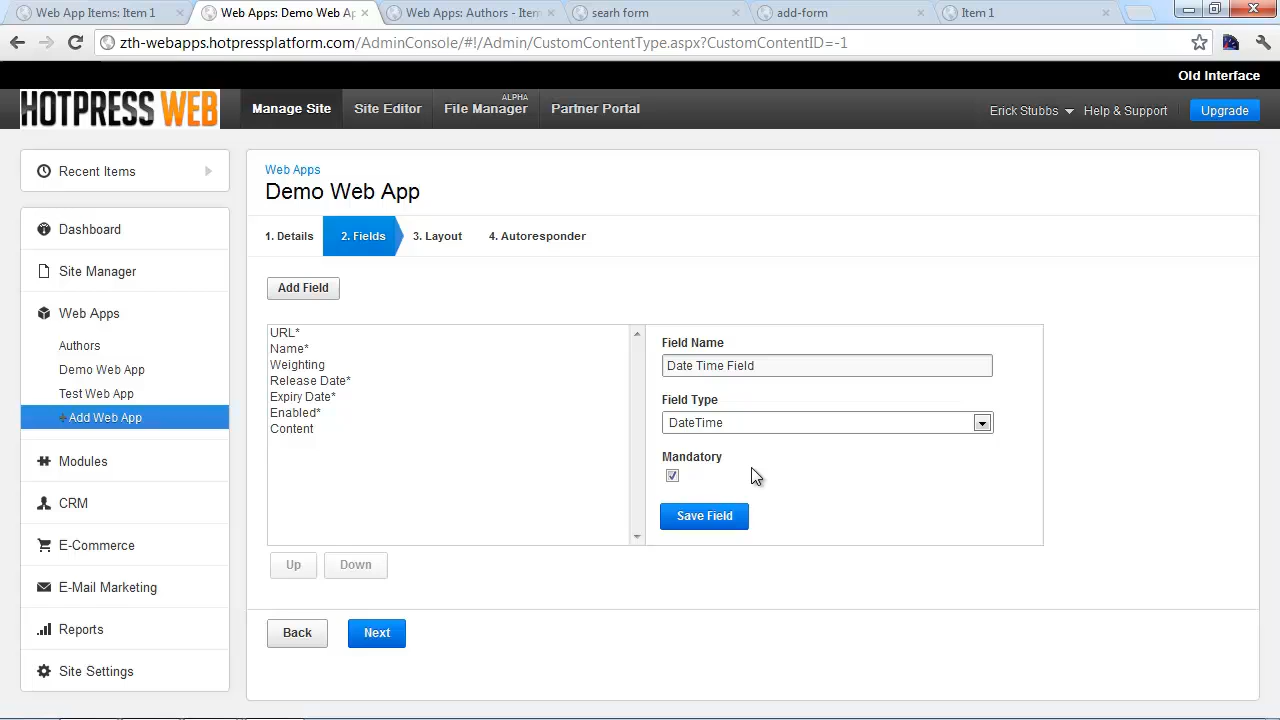 Web App Items: Item 1
Web Apps: Demo Web Ap
Web Apps: Authors - Item
searh form
add-form
Item 1
zth-webapps.hotpressplatform.com/AdminConsole/#!/Admin/CustomContentType.aspx?CustomContentID=-1
Old Interface
HOTPRESS WEB
Manage Site
Site Editor
File Manager
ALPHA
Partner Portal
Erick Stubbs
Help & Support
Upgrade
Recent Items
Dashboard
Site Manager
Web Apps
Authors
Demo Web App
Test Web App
+Add Web App
Modules
CRM
E-Commerce
E-Mail Marketing
Reports
Site Settings
Web Apps
Demo Web App
1. Details
2. Fields
3. Layout
4. Autoresponder
Add Field
URL*
Name*
Weighting
Release Date*
Expiry Date*
Enabled*
Content
Field Name
Date Time Field
Field Type
DateTime
Mandatory
Save Field
Up
Down
Back
Next